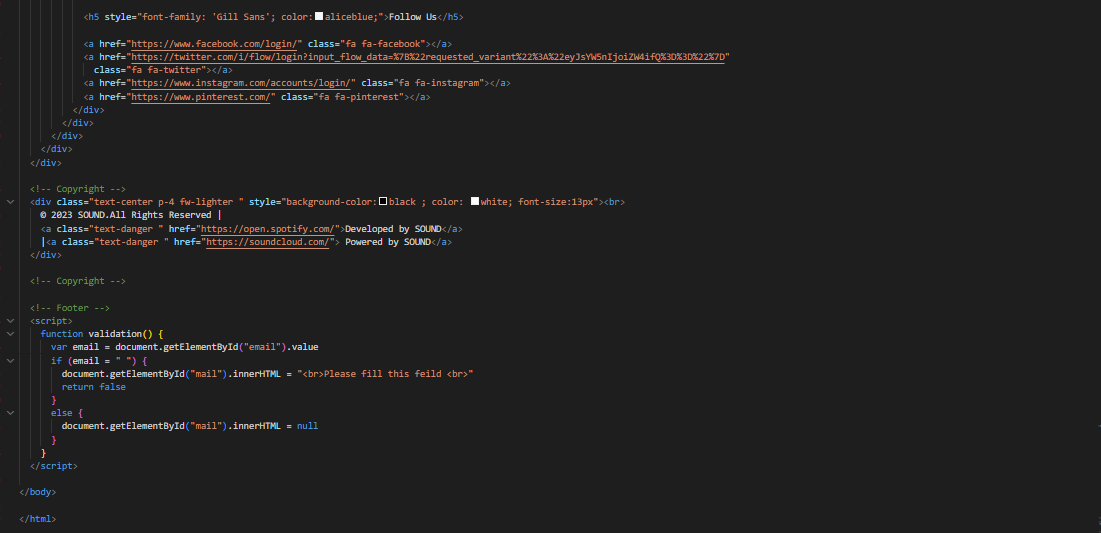 <h5 style="font-family: 'Gill Sans'; color: aliceblue;">Follow Us</h5>
<a href="https://www.facebook.com/login/" class="fa fa-facebook"></a>
<a href="https://twitter.com/i/flow/login?input_flow_data=%7B%22requested_variant%22%3A%22eyJsYW5nIjoiZW4ifQ%3D%3D%22%7D"
class="fa fa-twitter"></a>
<a href="https://www.instagram.com/accounts/login/" class="fa fa-instagram"></a>
<a href="https://www.pinterest.com/" class="fa fa-pinterest"></a>
</div>
</div>
</div>
</div>
</div>
<!-- Copyright -->
<div class="text-center p-4 fw-lighter " style="background-color: black ; color: white; font-size:13px"><br>
© 2023 SOUND.All Rights Reserved |
<a class="text-danger " href="https://open.spotify.com/">Developed by SOUND</a>
|<a class="text-danger " href="https://soundcloud.com/"> Powered by SOUND</a>
</div>
<!-- Copyright -->
<!-- Footer -->
<script>
function validation() {
var email = document.getElementById("email").value
if (email = " ") {
document.getElementById("mail").innerHTML = "<br>Please fill this feild <br>"
return false
}
else {
document.getElementById("mail").innerHTML = null
}
}
</script>
</body>
</html>